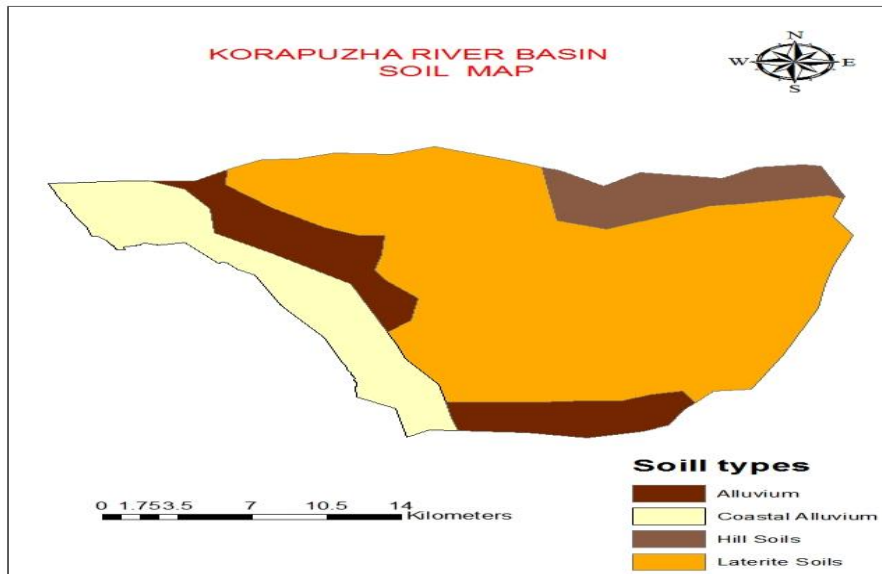 KORAPUZHA RIVER BASIN
SOIL MAP
N
W E
S
Soill types
Alluvium
Coastal Alluvium
Hill Soils
Laterite Soils
0 1.753.5 7 10.5 14
Kilometers